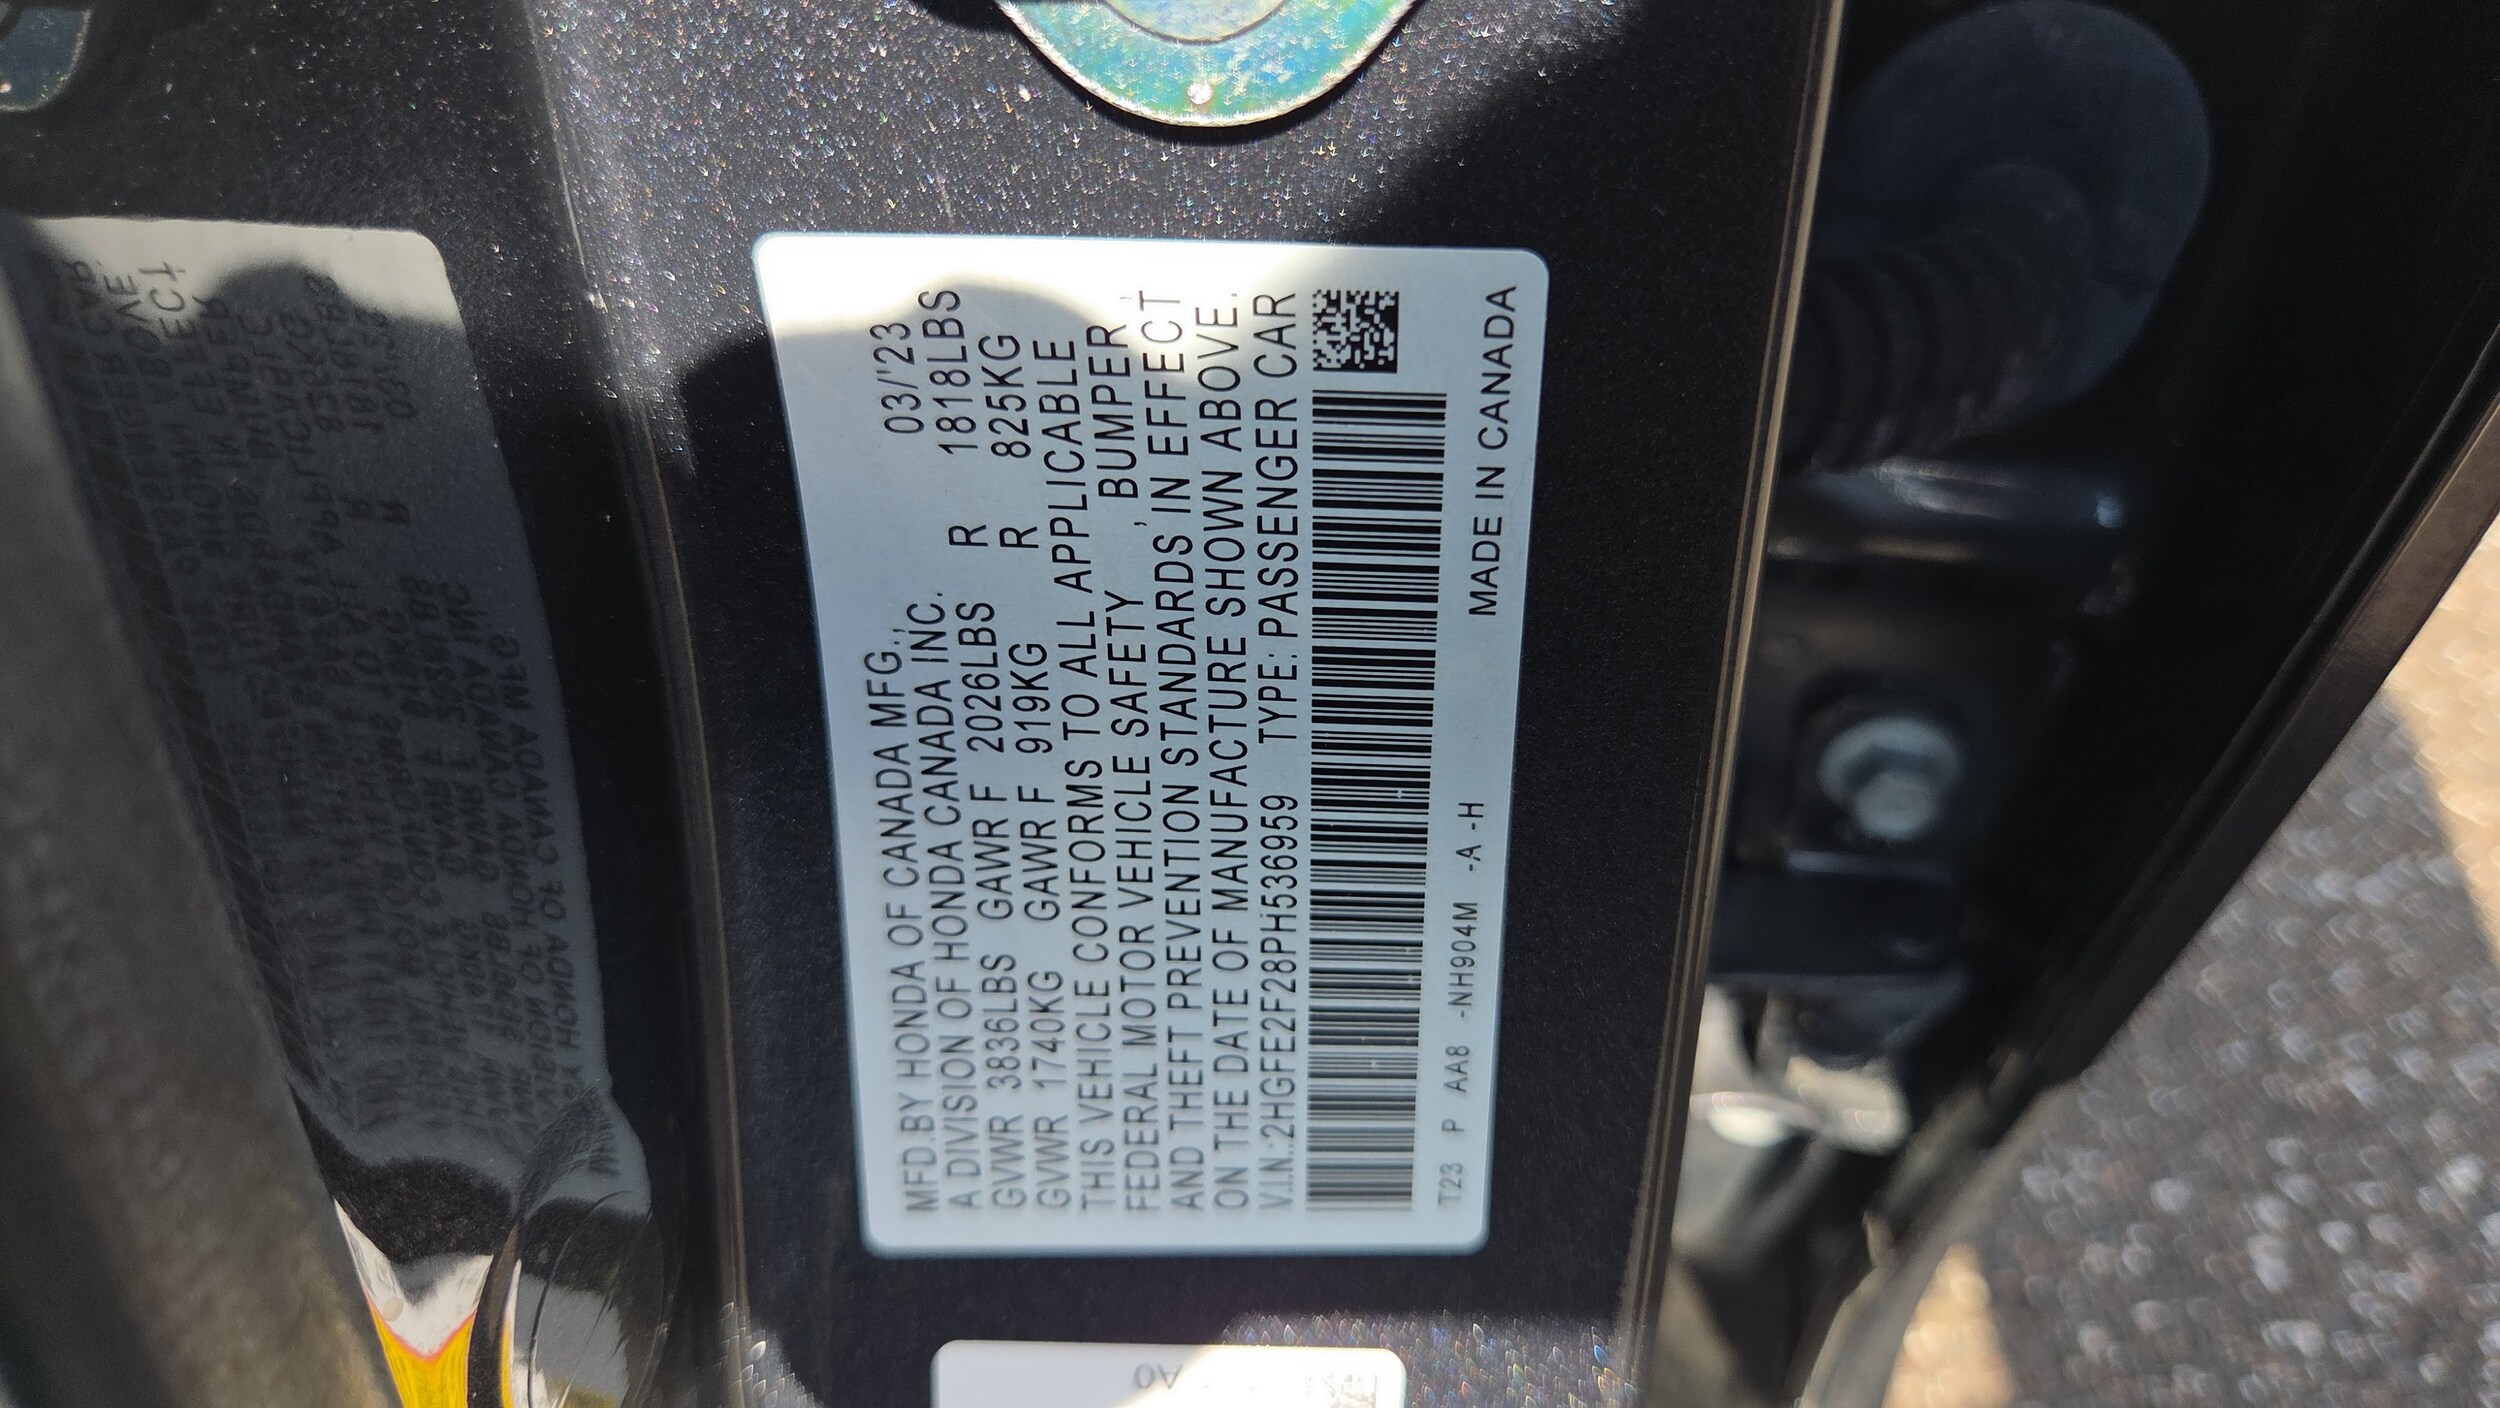 MFD.BY HONDA OF CANADA MFG., 03/'23
A DIVISION OF HONDA CANADA INC.
GVWR 3836LBS GAWR F 2026LBS R 1818LBS
GVWR 1740KG GAWR F 919KG R 825KG
THIS VEHICLE CONFORMS TO ALL APPLICABLE
FEDERAL MOTOR VEHICLE SAFETY , BUMPER ,
AND THEFT PREVENTION STANDARDS IN EFFECT
ON THE DATE OF MANUFACTURE SHOWN ABOVE.
V.I.N.:2HGFE2F28PH536959 TYPE: PASSENGER CAR
T23 P AA8 -NH904M -A -H MADE IN CANADA
A0